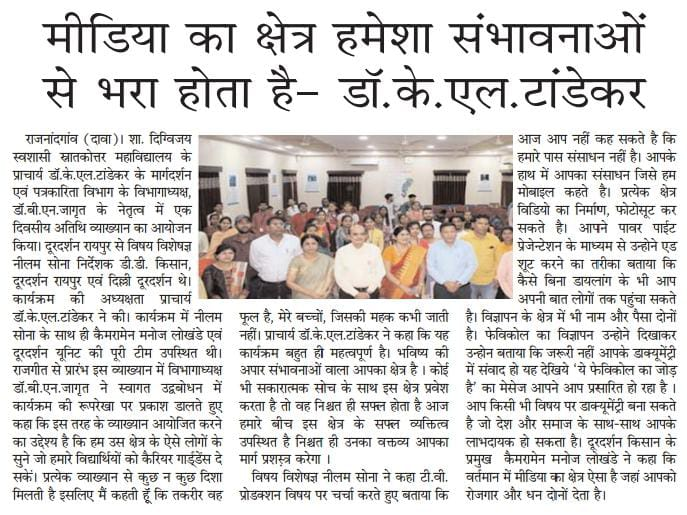 मीडिया का क्षेत्र हमेशा संभावनाओं
से भरा होता है– डॉ.के.एल.टांडेकर
राजनांदगांव (दावा)। शा. दिग्विजय
स्वशासी स्नातकोत्तर महाविद्यालय के
प्राचार्य डॉ.के.एल.टांडेकर के मार्गदर्शन
एवं पत्रकारिता विभाग के विभागाध्यक्ष,
डॉ.बी.एन.जागृत के नेतृत्व में एक
दिवसीय अतिथि व्याख्यान का आयोजन
किया। दूरदर्शन रायपुर से विषय विशेषज्ञ
नीलम सोना निर्देशक डी.डी. किसान,
दूरदर्शन रायपुर एवं दिल्ली दूरदर्शन थे।
कार्यक्रम की अध्यक्षता प्राचार्य
डॉ.के.एल.टांडेकर ने की। कार्यक्रम में नीलम
सोना के साथ ही कैमरामेन मनोज लोखंडे एवं
दूरदर्शन यूनिट की पूरी टीम उपस्थित थी।
राजगीत से प्रारंभ इस व्याख्यान में विभागाध्यक्ष
डॉ.बी.एन.जागृत ने स्वागत उद्बबोधन में
कार्यक्रम की रूपरेखा पर प्रकाश डालते हुए
कहा कि इस तरह के व्याख्यान आयोजित करने
का उद्देश्य है कि हम उस क्षेत्र के ऐसे लोगों के
सुने जो हमारे विद्यार्थियों को कैरियर गाईडेंस दे
सकें। प्रत्येक व्याख्यान से कुछ न कुछ दिशा
मिलती है इसलिए मैं कहती हूँ कि तकरीर वह
फूल है, मेरे बच्चों, जिसकी महक कभी जाती
नहीं। प्राचार्य डॉ.के.एल.टांडेकर ने कहा कि यह
कार्यक्रम बहुत ही महत्वपूर्ण है। भविष्य की
अपार संभावनाओं वाला आपका क्षेत्र है । कोई
भी सकारात्मक सोच के साथ इस क्षेत्र प्रवेश
करता है तो वह निश्चत ही सफल होता है आज
हमारे बीच इस क्षेत्र के सफल व्यक्तित्व
उपस्थित है निश्चत ही उनका वक्तव्य आपका
मार्ग प्रशस्त्र करेगा ।
विषय विशेषज्ञ नीलम सोना ने कहा टी.वी.
प्रोडक्शन विषय पर चर्चा करते हुए बताया कि
आज आप नहीं कह सकते है कि
हमारे पास संसाधन नहीं है। आपके
हाथ में आपका संसाधन जिसे हम
मोबाइल कहते है। प्रत्येक क्षेत्र
विडियो का निर्माण, फोटोसूट कर
सकते है। आपने पावर पाईट
प्रेजेन्टेशन के माध्यम से उन्होने एड
शूट करने का तरीका बताया कि
कैसे बिना डायलांग के भी आप
अपनी बात लोगों तक पहुंचा सकते
है। विज्ञापन के क्षेत्र में भी नाम और पैसा दोनों
है। फेविकोल का विज्ञापन उन्होने दिखाकर
उन्होन बताया कि जरूरी नहीं आपके डाक्यूमेंट्री
में संवाद हो यह देखिये ‘ये फेविकोल का जोड़
है’ का मेसेज आपने आप प्रसारित हो रहा है ।
आप किसी भी विषय पर डाक्यूमेंट्री बना सकते
है जो देश और समाज के साथ-साथ आपके
लाभदायक हो सकता है। दूरदर्शन किसान के
प्रमुख कैमरामेन मनोज लोखंडे ने कहा कि
वर्तमान में मीडिया का क्षेत्र ऐसा है जहां आपको
रोजगार और धन दोनों देता है।